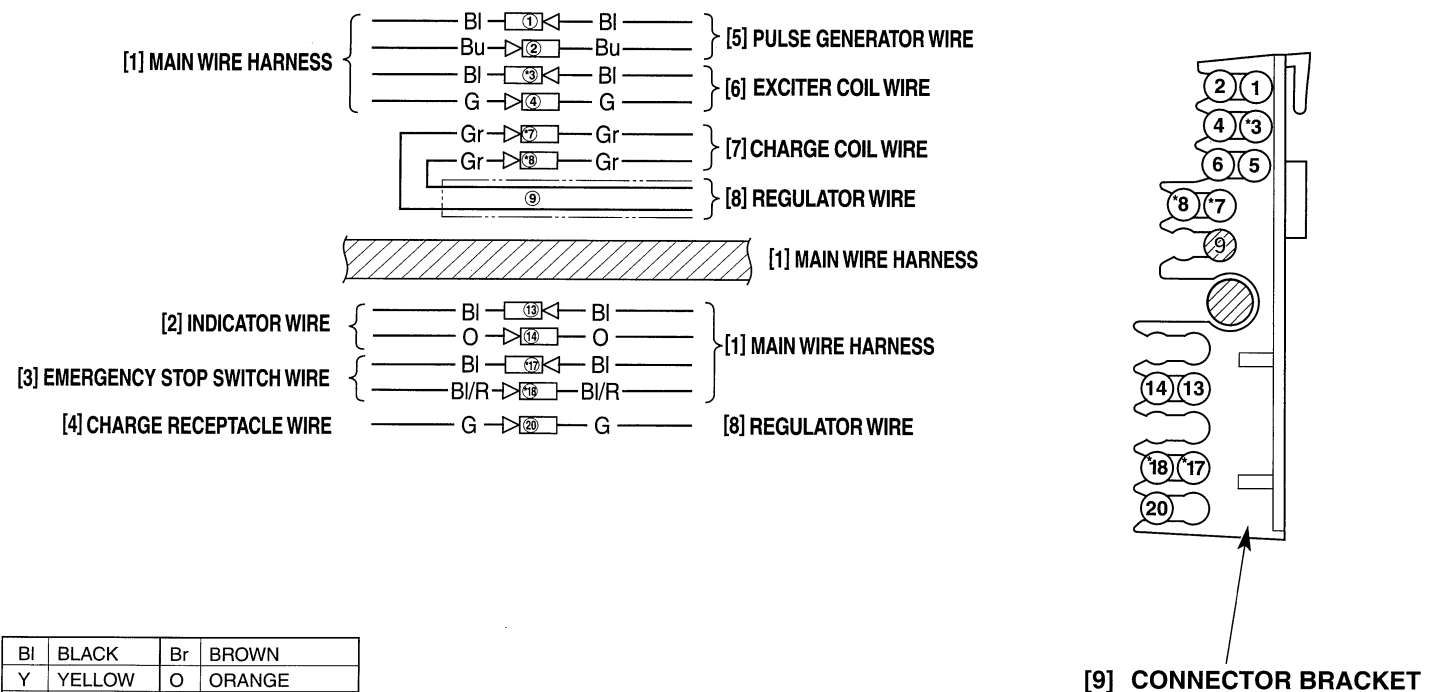 Bl ① Bl
[1] MAIN WIRE HARNESS
Bu ② Bu
[5] PULSE GENERATOR WIRE
Bl *3 Bl
G ④ G
[6] EXCITER COIL WIRE
Gr *7 Gr
Gr *8 Gr
[7] CHARGE COIL WIRE
⑨
[8] REGULATOR WIRE
[1] MAIN WIRE HARNESS
[2] INDICATOR WIRE
Bl ⑬ Bl
O ⑭ O
[1] MAIN WIRE HARNESS
[3] EMERGENCY STOP SWITCH WIRE
Bl *17 Bl
Bl/R *18 Bl/R
[4] CHARGE RECEPTACLE WIRE
G ⑳ G
[8] REGULATOR WIRE
2 1
4 *3
6 5
*8 *7
9
14 13
*18 *17
20
[9] CONNECTOR BRACKET
Bl BLACK Br BROWN
Y YELLOW O ORANGE